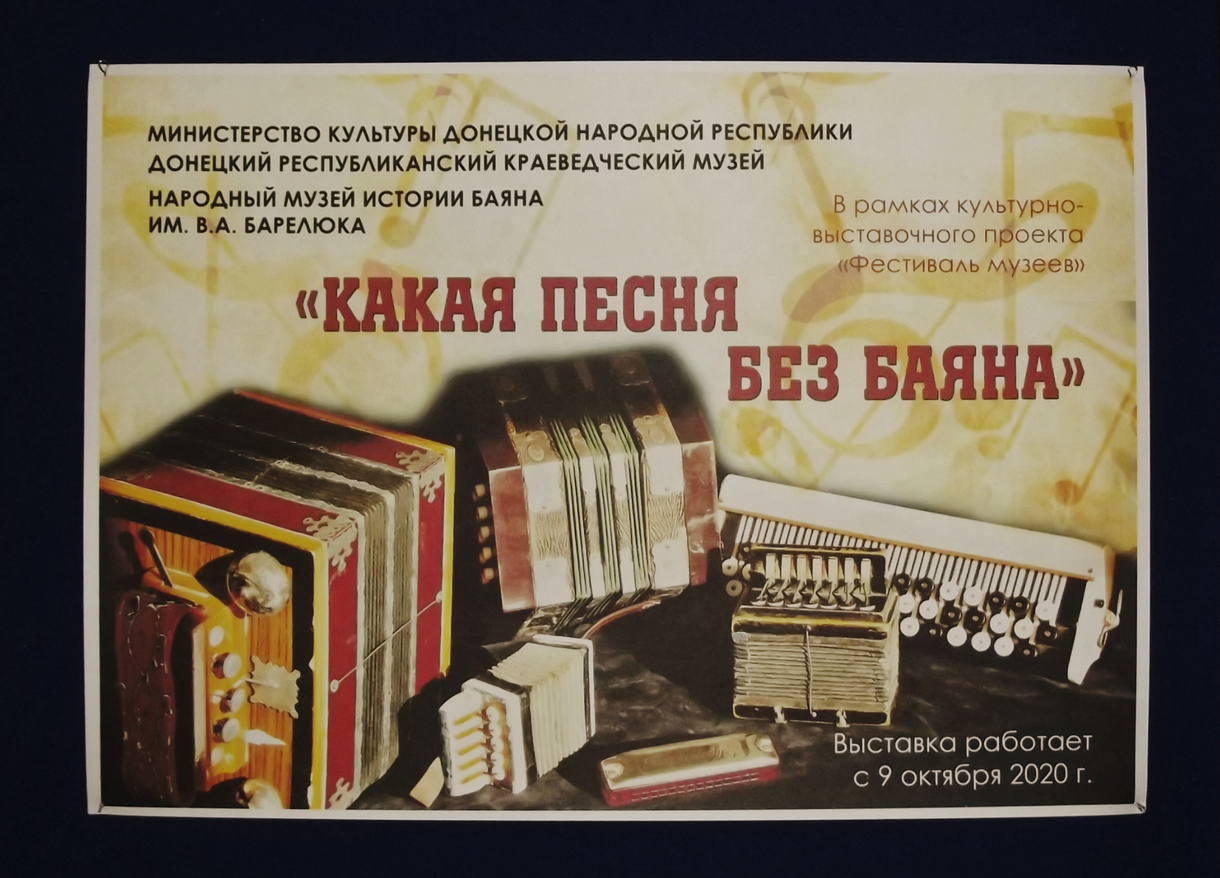 МИНИСТЕРСТВО КУЛЬТУРЫ ДОНЕЦКОЙ НАРОДНОЙ РЕСПУБЛИКИ
ДОНЕЦКИЙ РЕСПУБЛИКАНСКИЙ КРАЕВЕДЧЕСКИЙ МУЗЕЙ
НАРОДНЫЙ МУЗЕЙ ИСТОРИИ БАЯНА
ИМ. В.А. БАРЕЛЮКА
В рамках культурно-
выставочного проекта
«Фестиваль музеев»
«КАКАЯ ПЕСНЯ
БЕЗ БАЯНА»
Выставка работает
с 9 октября 2020 г.